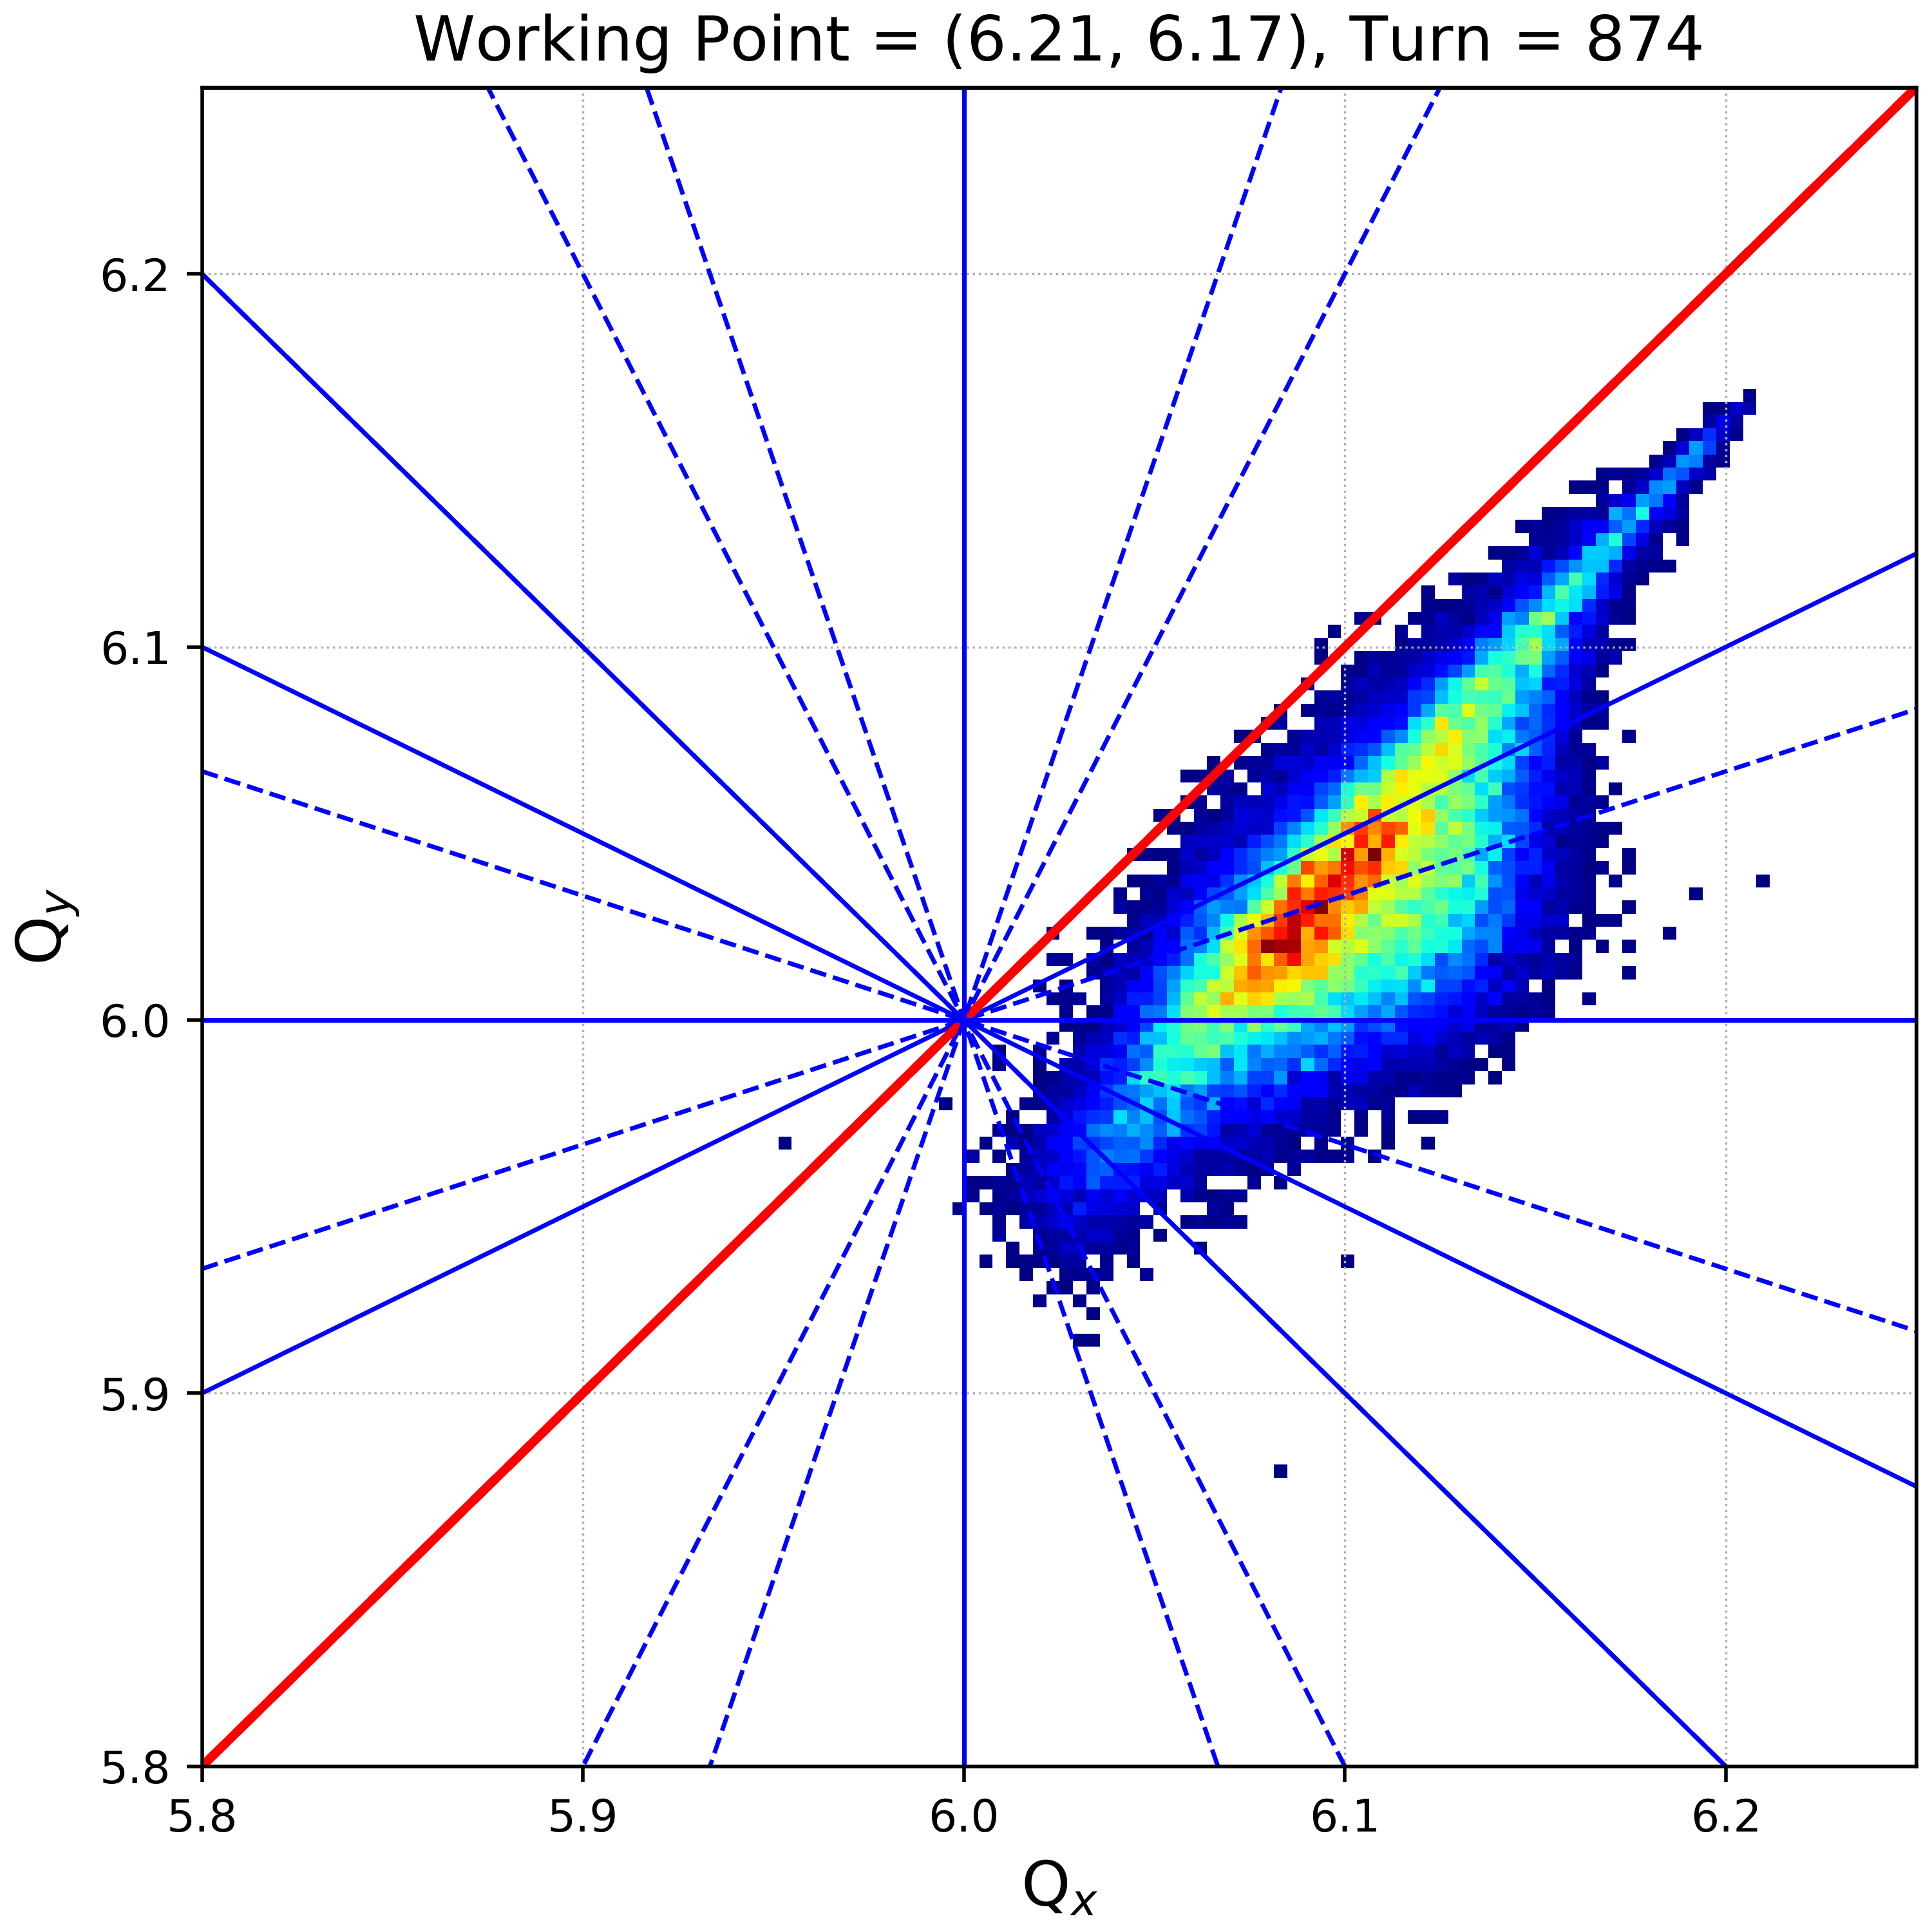 Working Point = (6.21, 6.17), Turn = 874
6.2
6.1
6.0
5.9
5.8
Qy
5.8 5.9 6.0 6.1 6.2
Qx